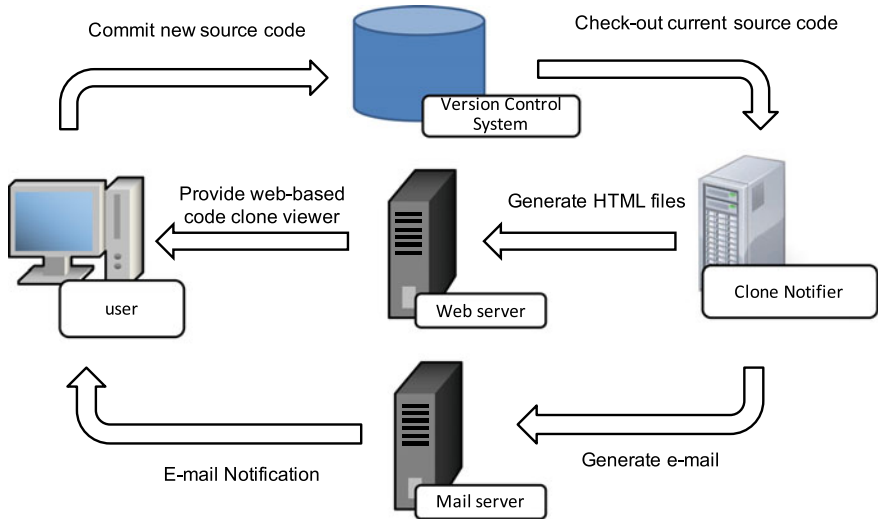 Commit new source code
Check-out current source code
Version Control
System
Provide web-based
code clone viewer
Generate HTML files
user
Web server
Clone Notifier
E-mail Notification
Generate e-mail
Mail server